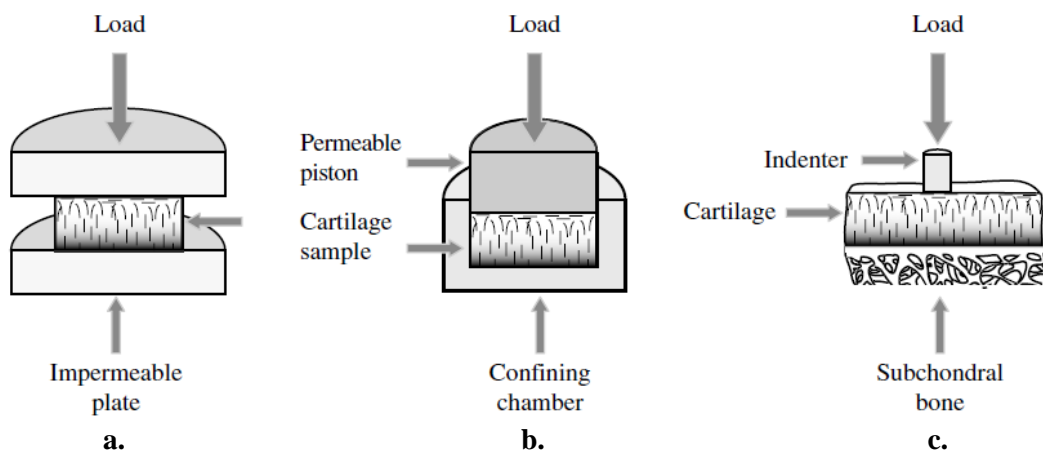 Load
Impermeable
plate
a.
Load
Permeable
piston
Cartilage
sample
Confining
chamber
b.
Load
Indenter
Cartilage
Subchondral
bone
c.